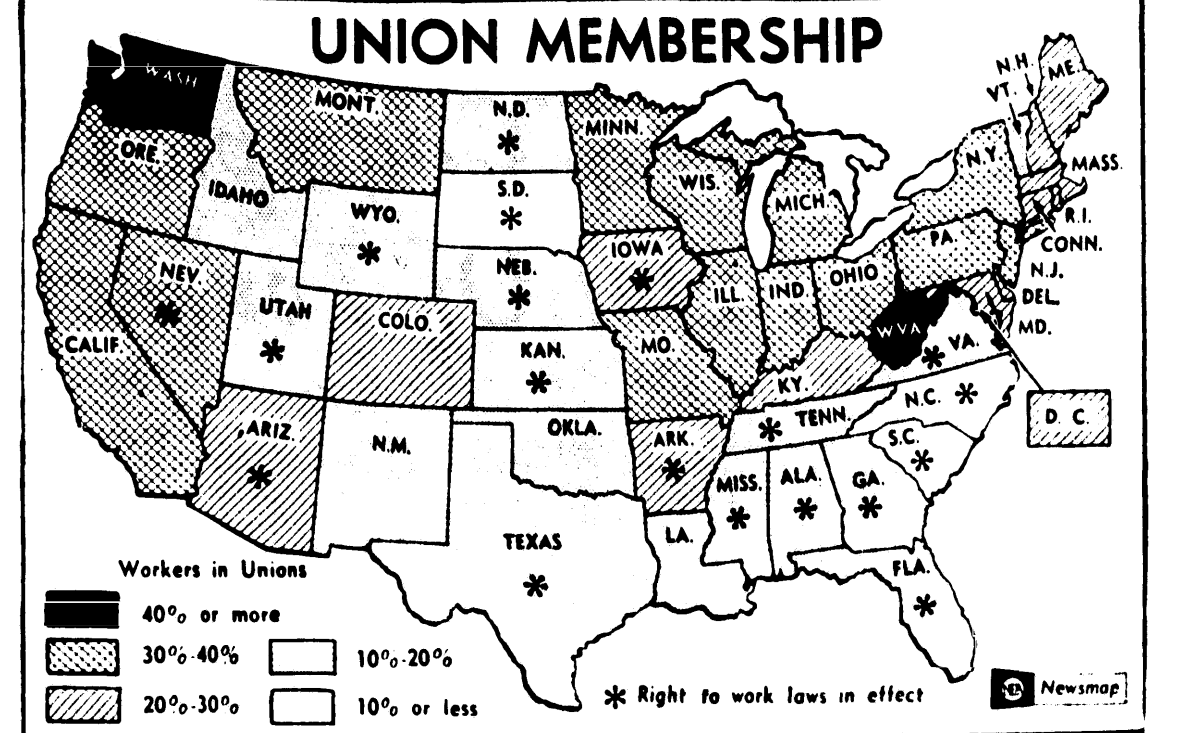 UNION MEMBERSHIP
WASH
MONT.
N.D.
MINN.
N.H.
ME.
VT.
ORE.
IDAHO
WYO.
S.D.
WIS.
MICH.
N.Y.
MASS.
R.I.
CONN.
NEV.
UTAH
NEB.
IOWA
ILL.
IND.
OHIO
PA.
N.J.
DEL.
MD.
CALIF.
COLO.
KAN.
MO.
KY.
W VA
VA.
ARIZ.
N.M.
OKLA.
ARK.
TENN.
N.C.
D C
S.C.
MISS.
ALA.
GA.
TEXAS
LA.
FLA.
Workers in Unions
40% or more
30%-40%
10%-20%
20%-30%
10% or less
* Right to work laws in effect
NEA Newsmap